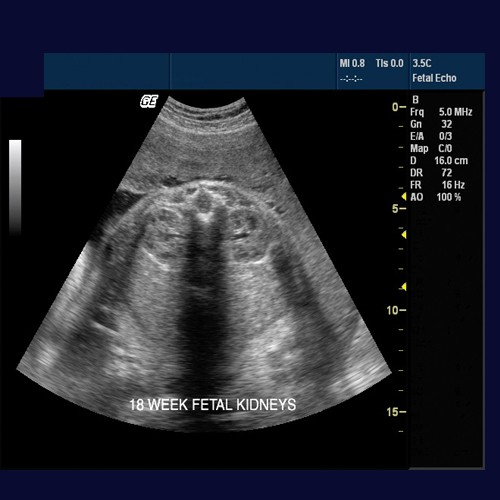 MI 0.8 TIs 0.0
--:--:--
3.5C
Fetal Echo
GE
B
Frq 5.0 MHz
Gn 32
E/A 0/3
Map C/0
D 16.0 cm
DR 72
FR 16 Hz
AO 100 %
0
5
10
15
18 WEEK FETAL KIDNEYS